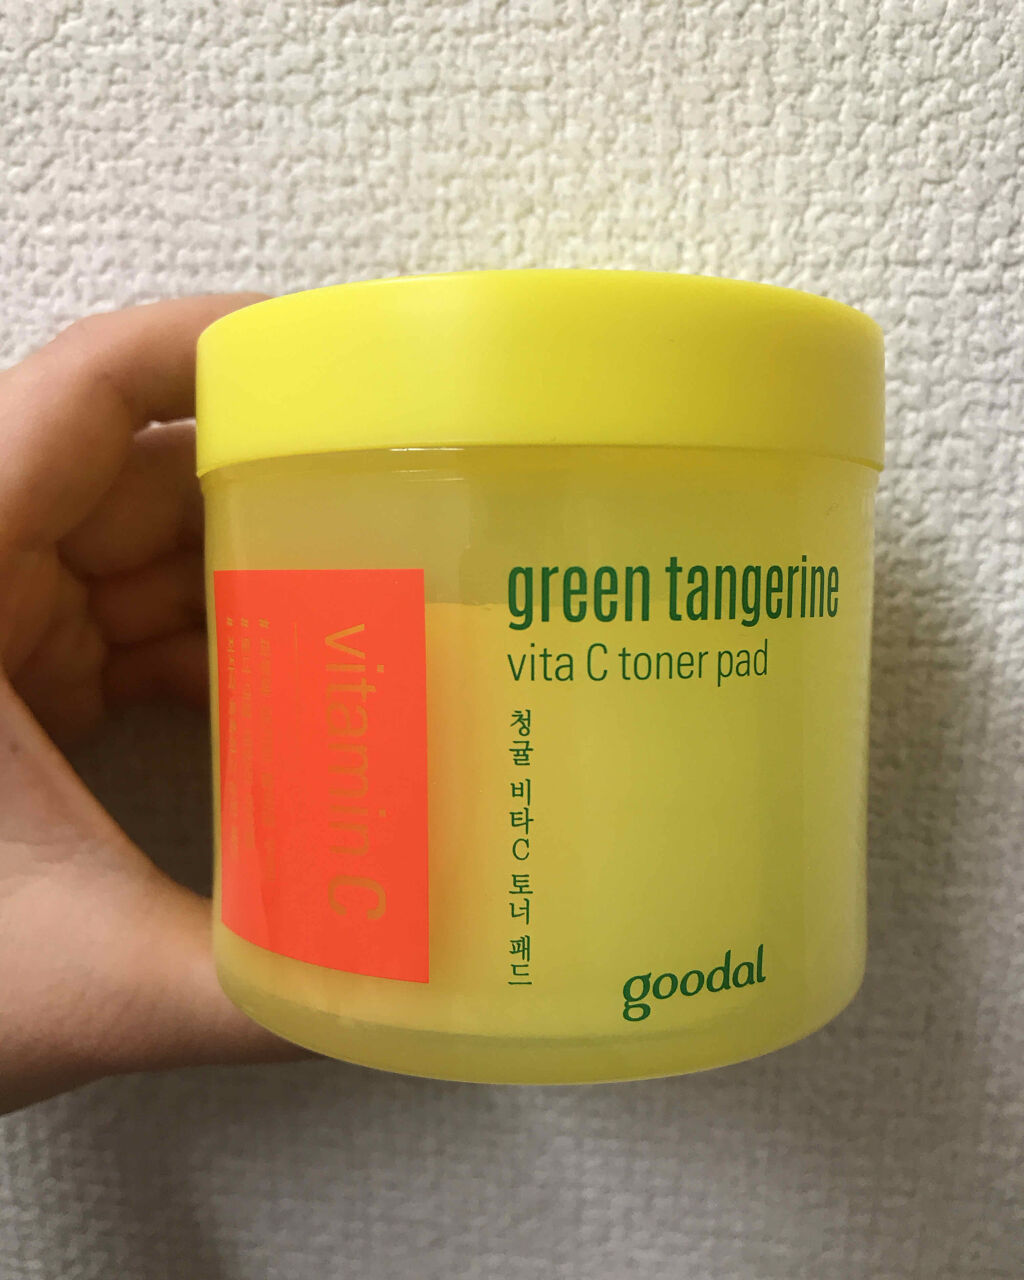 green tangerine
vita C toner pad
청귤 비타C 토너 패드
goodal
vitamin C